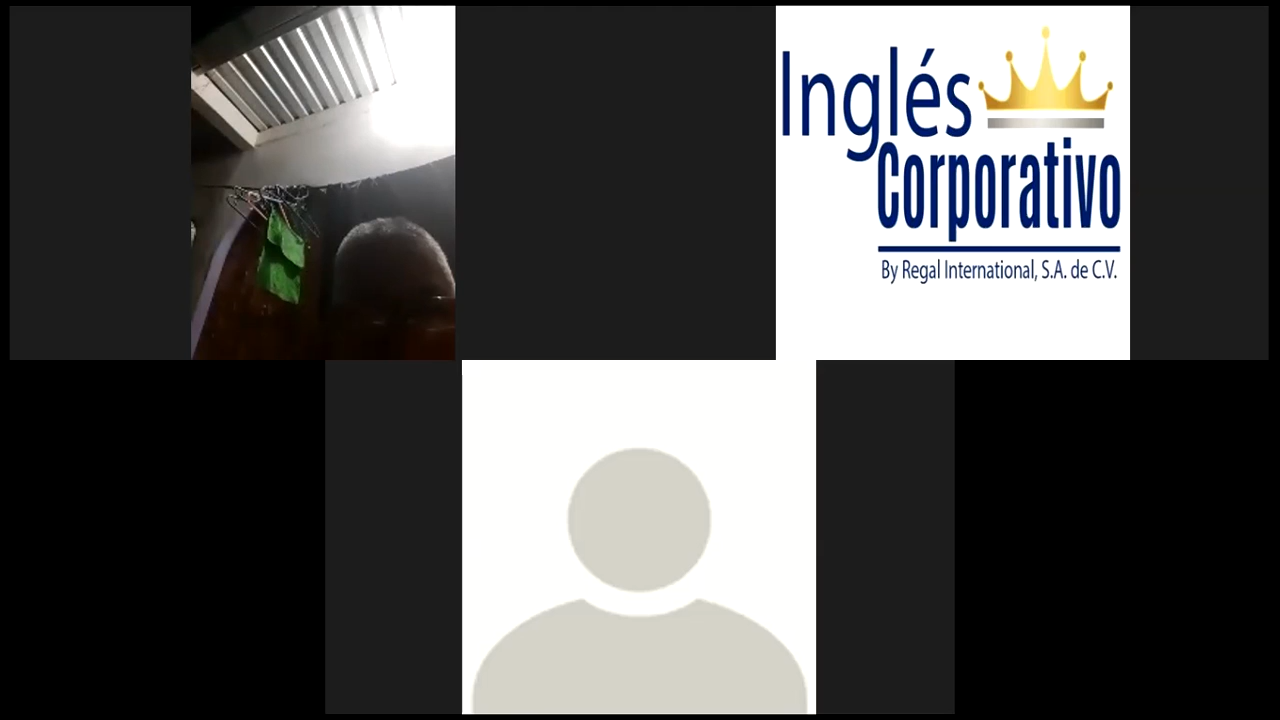 Inglés
Corporativo
By Regal International, S.A. de C.V.